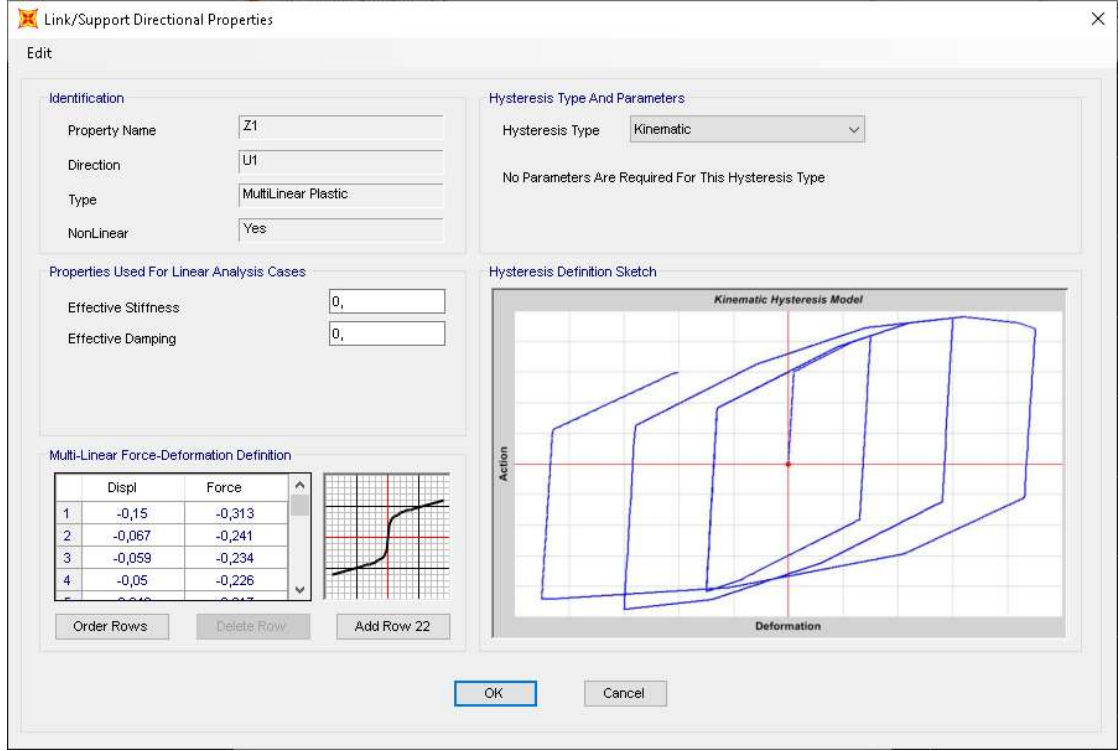 Link/Support Directional Properties
Edit
Identification
Property Name Z1
Direction U1
Type MultiLinear Plastic
NonLinear Yes
Hysteresis Type And Parameters
Hysteresis Type Kinematic
No Parameters Are Required For This Hysteresis Type
Properties Used For Linear Analysis Cases
Effective Stiffness 0,
Effective Damping 0,
Hysteresis Definition Sketch
Kinematic Hysteresis Model
Action
Deformation
Multi-Linear Force-Deformation Definition
Displ Force
1 -0,15 -0,313
2 -0,067 -0,241
3 -0,059 -0,234
4 -0,05 -0,226
Order Rows Delete Row Add Row 22
OK Cancel